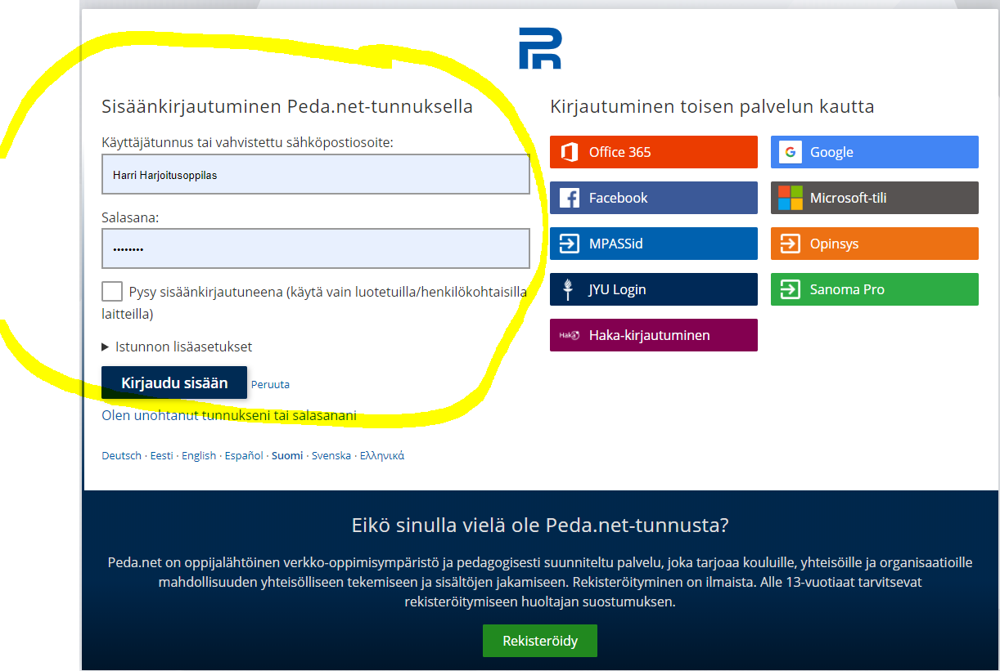 Sisäänkirjautuminen Peda.net-tunnuksella
Käyttäjätunnus tai vahvistettu sähköpostiosoite:
Harri Harjoitusoppilas
Salasana:
••••••••
Pysy sisäänkirjautuneena (käytä vain luotetuilla/henkilökohtaisilla
laitteilla)
Istunnon lisäasetukset
Kirjaudu sisään Peruuta
Olen unohtanut tunnukseni tai salasanani
Deutsch · Eesti · English · Español · Suomi · Svenska · Ελληνικά
Kirjautuminen toisen palvelun kautta
Office 365
Google
Facebook
Microsoft-tili
MPASSid
Opinsys
JYU Login
Sanoma Pro
Haka Haka-kirjautuminen
Eikö sinulla vielä ole Peda.net-tunnusta?
Peda.net on oppijalähtöinen verkko-oppimisympäristö ja pedagogisesti suunniteltu palvelu, joka tarjoaa kouluille, yhteisöille ja organisaatioille
mahdollisuuden yhteisölliseen tekemiseen ja sisältöjen jakamiseen. Rekisteröityminen on ilmaista. Alle 13-vuotiaat tarvitsevat
rekisteröitymiseen huoltajan suostumuksen.
Rekisteröidy